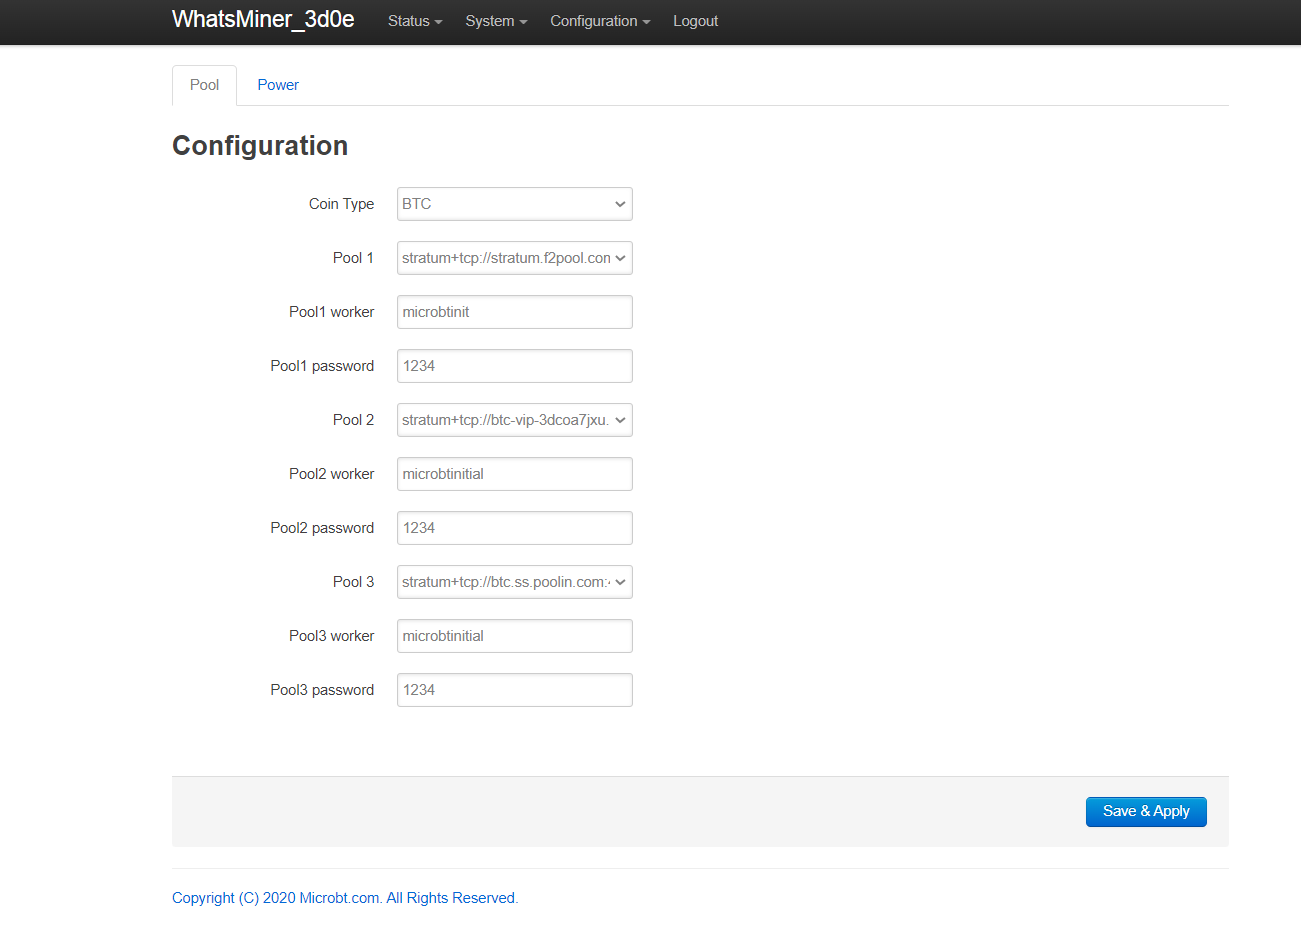 WhatsMiner_3d0e Status System Configuration Logout
Pool Power
Configuration
Coin Type BTC
Pool 1 stratum+tcp://stratum.f2pool.com
Pool1 worker microbtinit
Pool1 password 1234
Pool 2 stratum+tcp://btc-vip-3dcoa7jxu.
Pool2 worker microbtinitial
Pool2 password 1234
Pool 3 stratum+tcp://btc.ss.poolin.com:
Pool3 worker microbtinitial
Pool3 password 1234
Save & Apply
Copyright (C) 2020 Microbt.com. All Rights Reserved.